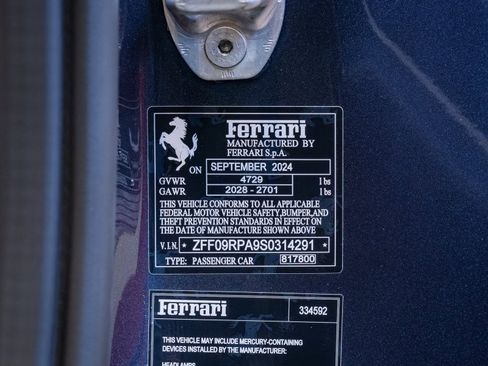 Ferrari
MANUFACTURED BY
FERRARI S.p.A.
ON SEPTEMBER 2024
GVWR 4729 lbs
GAWR 2028 - 2701 lbs
THIS VEHICLE CONFORMS TO ALL APPLICABLE
FEDERAL MOTOR VEHICLE SAFETY,BUMPER,AND
THEFT PREVENTION STANDARDS IN EFFECT ON
THE DATE OF MANUFACTURE SHOWN ABOVE
V.I.N. * ZFF09RPA9S0314291 *
TYPE: PASSENGER CAR 817800
Ferrari 334592
THIS VEHICLE MAY INCLUDE MERCURY-CONTAINING
DEVICES INSTALLED BY THE MANUFACTURER:
HEADLAMPS